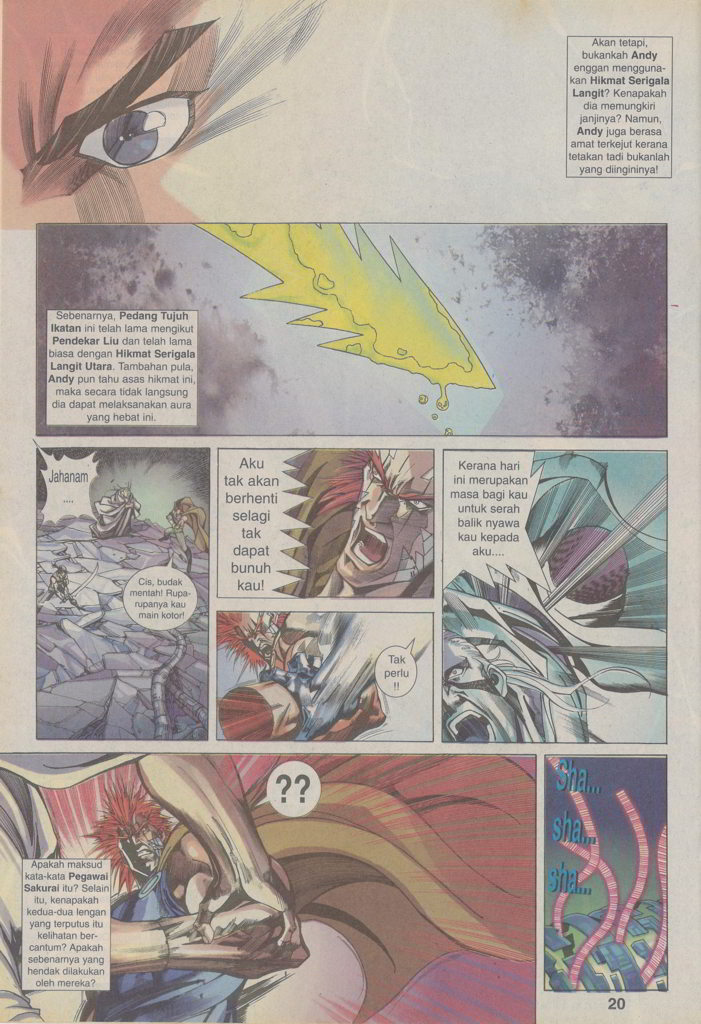 Akan tetapi,
bukankah Andy
enggan mengguna-
kan Hikmat Serigala
Langit? Kenapakah
dia memungkiri
janjinya? Namun,
Andy juga berasa
amat terkejut kerana
tetakan tadi bukanlah
yang diingininya!
Sebenarnya, Pedang Tujuh
Ikatan ini telah lama mengikut
Pendekar Liu dan telah lama
biasa dengan Hikmat Serigala
Langit Utara. Tambahan pula,
Andy pun tahu asas hikmat ini,
maka secara tidak langsung
dia dapat melaksanakan aura
yang hebat ini.
Jahanam
....
Cis, budak
mentah! Rupa-
rupanya kau
main kotor!
Aku
tak akan
berhenti
selagi
tak
dapat
bunuh
kau!
Tak
perlu
!!
Kerana hari
ini merupakan
masa bagi kau
untuk serah
balik nyawa
kau kepada
aku....
??
Apakah maksud
kata-kata Pegawai
Sakurai itu? Selain
itu, kenapakah
kedua-dua lengan
yang terputus itu
kelihatan ber-
cantum? Apakah
sebenarnya yang
hendak dilakukan
oleh mereka?
Sha...
sha...
sha...
20